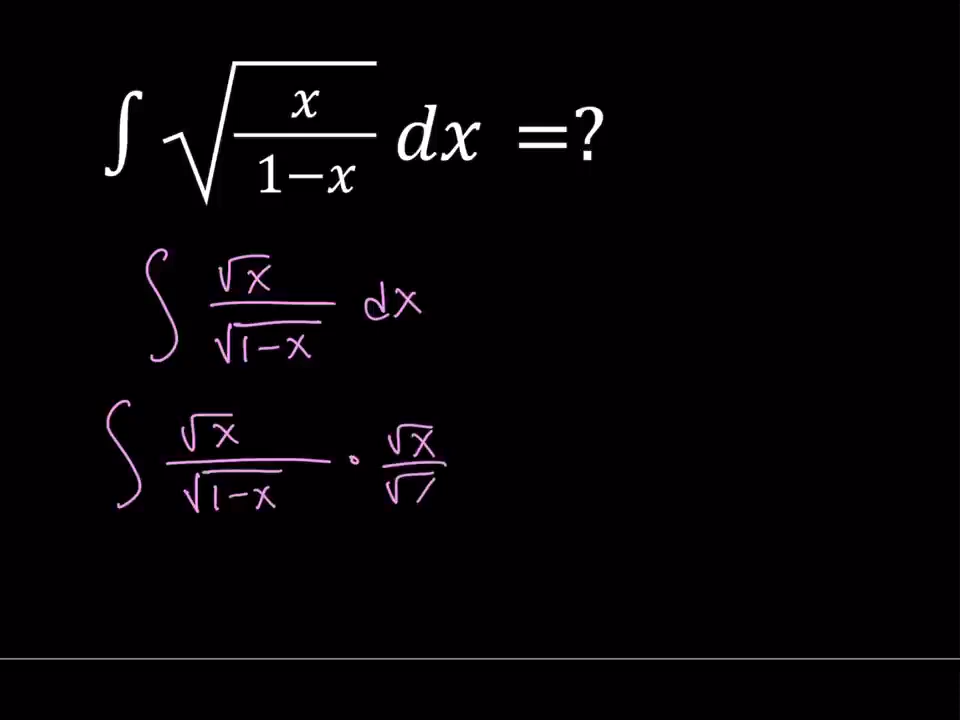 ∫ √(x/(1−x)) dx =?
∫ √x/√(1−x) dx
∫ √x/√(1−x) · √x/√